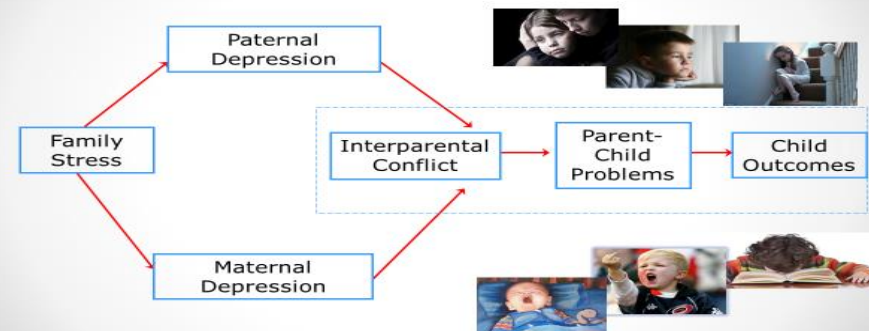 Paternal
Depression
Family
Stress
Interparental
Conflict
Parent-
Child
Problems
Child
Outcomes
Maternal
Depression